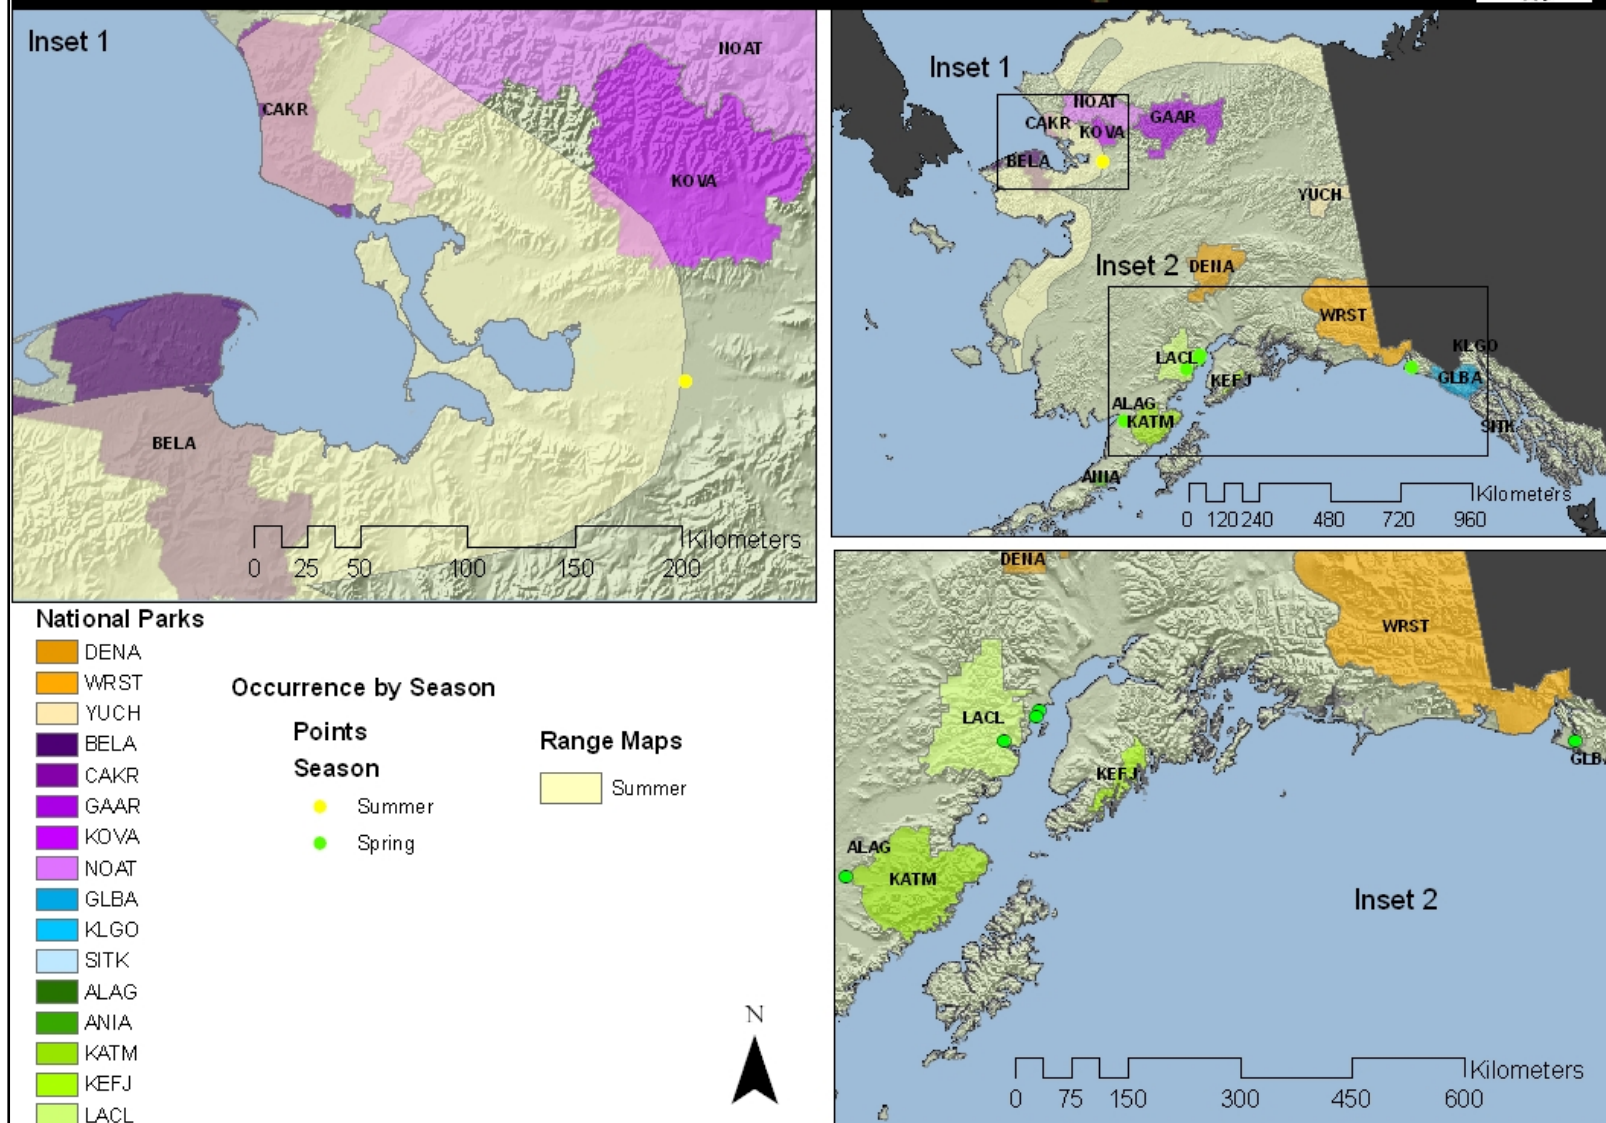 Inset 1
NOAT
CAKR
KOVA
BELA
Kilometers
0 25 50 100 150 200
Inset 1
NOAT
CAKR
KOVA
GAAR
BELA
YUCH
Inset 2
DENA
WRST
LACL
KEFJ
KLGO
GLBA
ALAG
KATM
SITK
ANIA
Kilometers
0 120 240 480 720 960
National Parks
DENA
WRST
YUCH
BELA
CAKR
GAAR
KOVA
NOAT
GLBA
KLGO
SITK
ALAG
ANIA
KATM
KEFJ
LACL
Occurrence by Season
Points
Season
Summer
Spring
Range Maps
Summer
N
DENA
WRST
LACL
KEFJ
GLB
ALAG
KATM
Inset 2
Kilometers
0 75 150 300 450 600